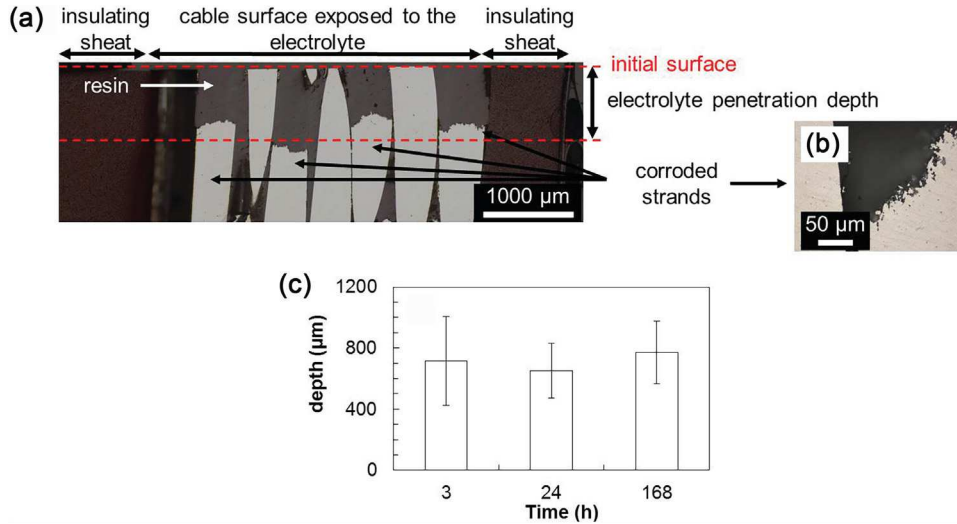 (a)
insulating
sheat
cable surface exposed to the
electrolyte
insulating
sheat
resin
initial surface
electrolyte penetration depth
corroded
strands
1000 µm
(b)
50 µm
(c)
depth (µm)
1200
800
400
0
3
24
168
Time (h)